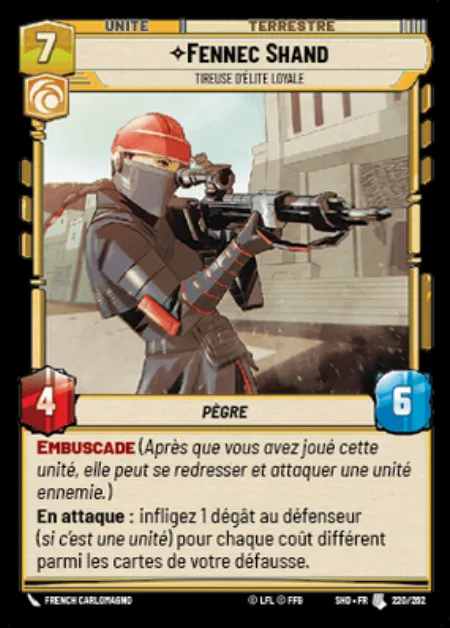 UNITÉ
TERRESTRE
7
✧FENNEC SHAND
TIREUSE D'ÉLITE LOYALE
4
PÈGRE
6
EMBUSCADE (Après que vous avez joué cette
unité, elle peut se redresser et attaquer une unité
ennemie.)
En attaque : infligez 1 dégât au défenseur
(si c'est une unité) pour chaque coût différent
parmi les cartes de votre défausse.
FRENCH CARLOMAGNO
© LFL © FFG
SHD • FR
220/262